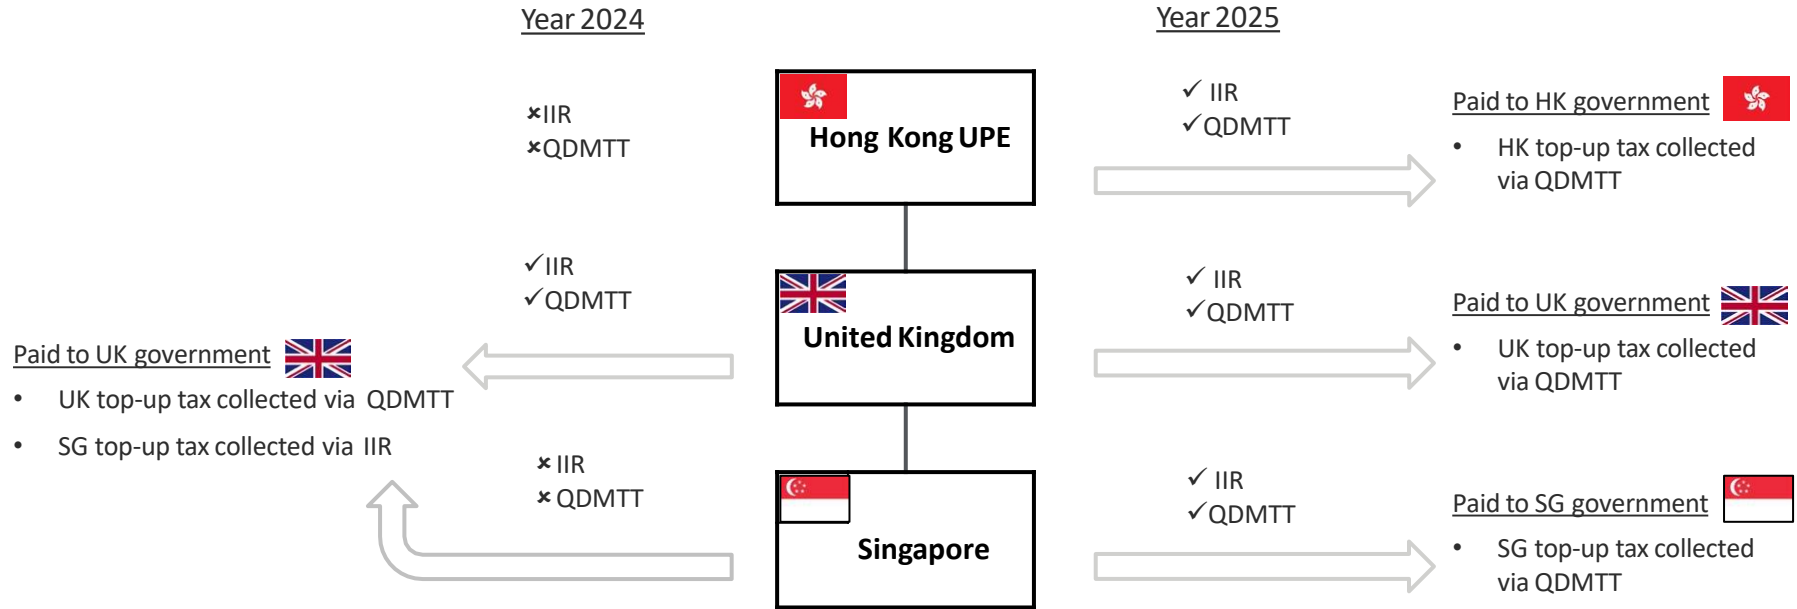 Year 2024
Year 2025
×IIR
×QDMTT
Hong Kong UPE
✓ IIR
✓QDMTT
Paid to HK government
• HK top-up tax collected
via QDMTT
✓IIR
✓QDMTT
United Kingdom
✓ IIR
✓QDMTT
Paid to UK government
• UK top-up tax collected
via QDMTT
Paid to UK government
• UK top-up tax collected via QDMTT
• SG top-up tax collected via IIR
× IIR
× QDMTT
Singapore
✓ IIR
✓QDMTT
Paid to SG government
• SG top-up tax collected
via QDMTT